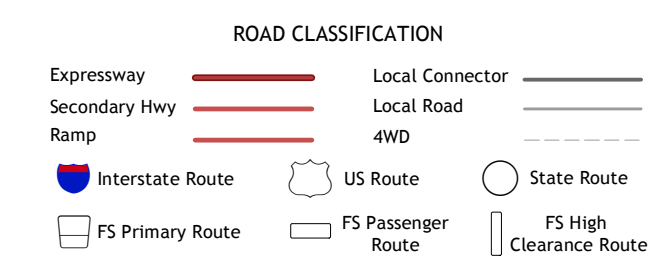 ROAD CLASSIFICATION
Expressway
Local Connector
Secondary Hwy
Local Road
Ramp
4WD
Interstate Route
US Route
State Route
FS Primary Route
FS Passenger
Route
FS High
Clearance Route